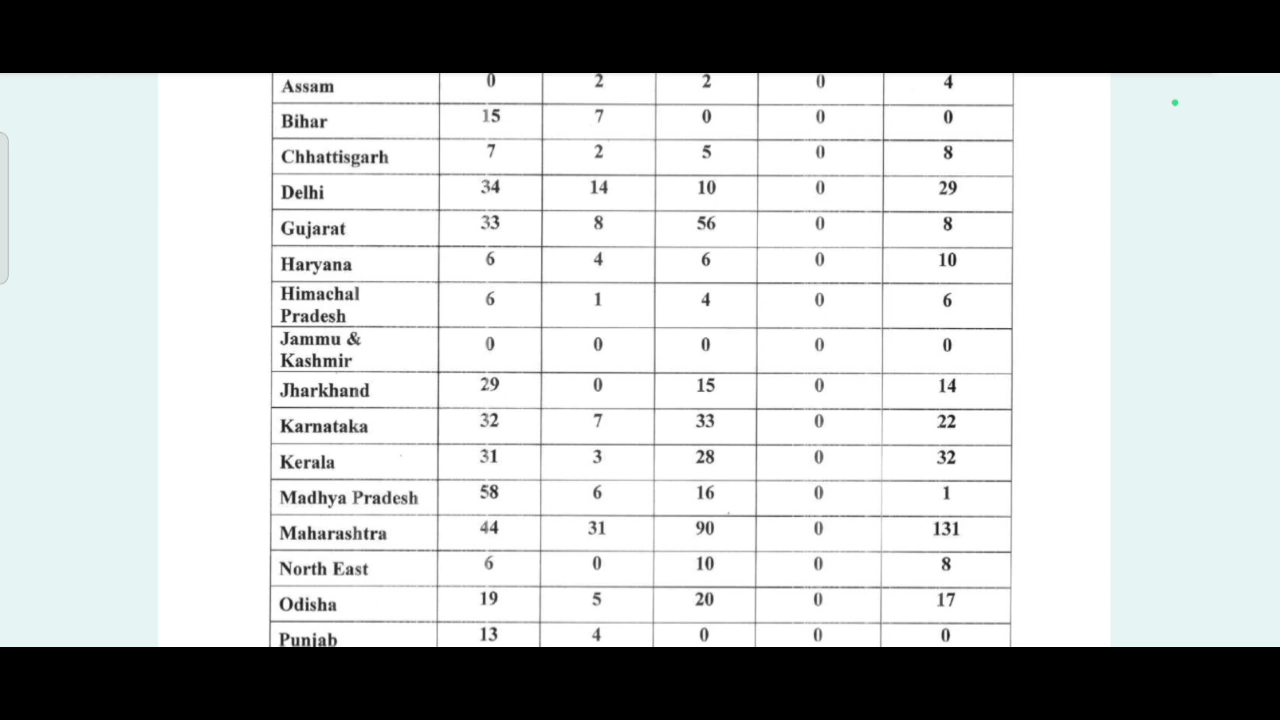 Assam 0 2 2 0 4
Bihar 15 7 0 0 0
Chhattisgarh 7 2 5 0 8
Delhi 34 14 10 0 29
Gujarat 33 8 56 0 8
Haryana 6 4 6 0 10
Himachal
Pradesh 6 1 4 0 6
Jammu &
Kashmir 0 0 0 0 0
Jharkhand 29 0 15 0 14
Karnataka 32 7 33 0 22
Kerala 31 3 28 0 32
Madhya Pradesh 58 6 16 0 1
Maharashtra 44 31 90 0 131
North East 6 0 10 0 8
Odisha 19 5 20 0 17
Punjab 13 4 0 0 0